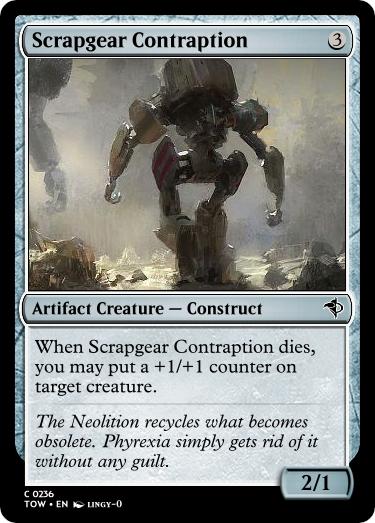 Scrapgear Contraption 3
Artifact Creature — Construct
When Scrapgear Contraption dies,
you may put a +1/+1 counter on
target creature.
The Neolition recycles what becomes
obsolete. Phyrexia simply gets rid of it
without any guilt.
2/1
C 0236
TOW • EN LINGY-0